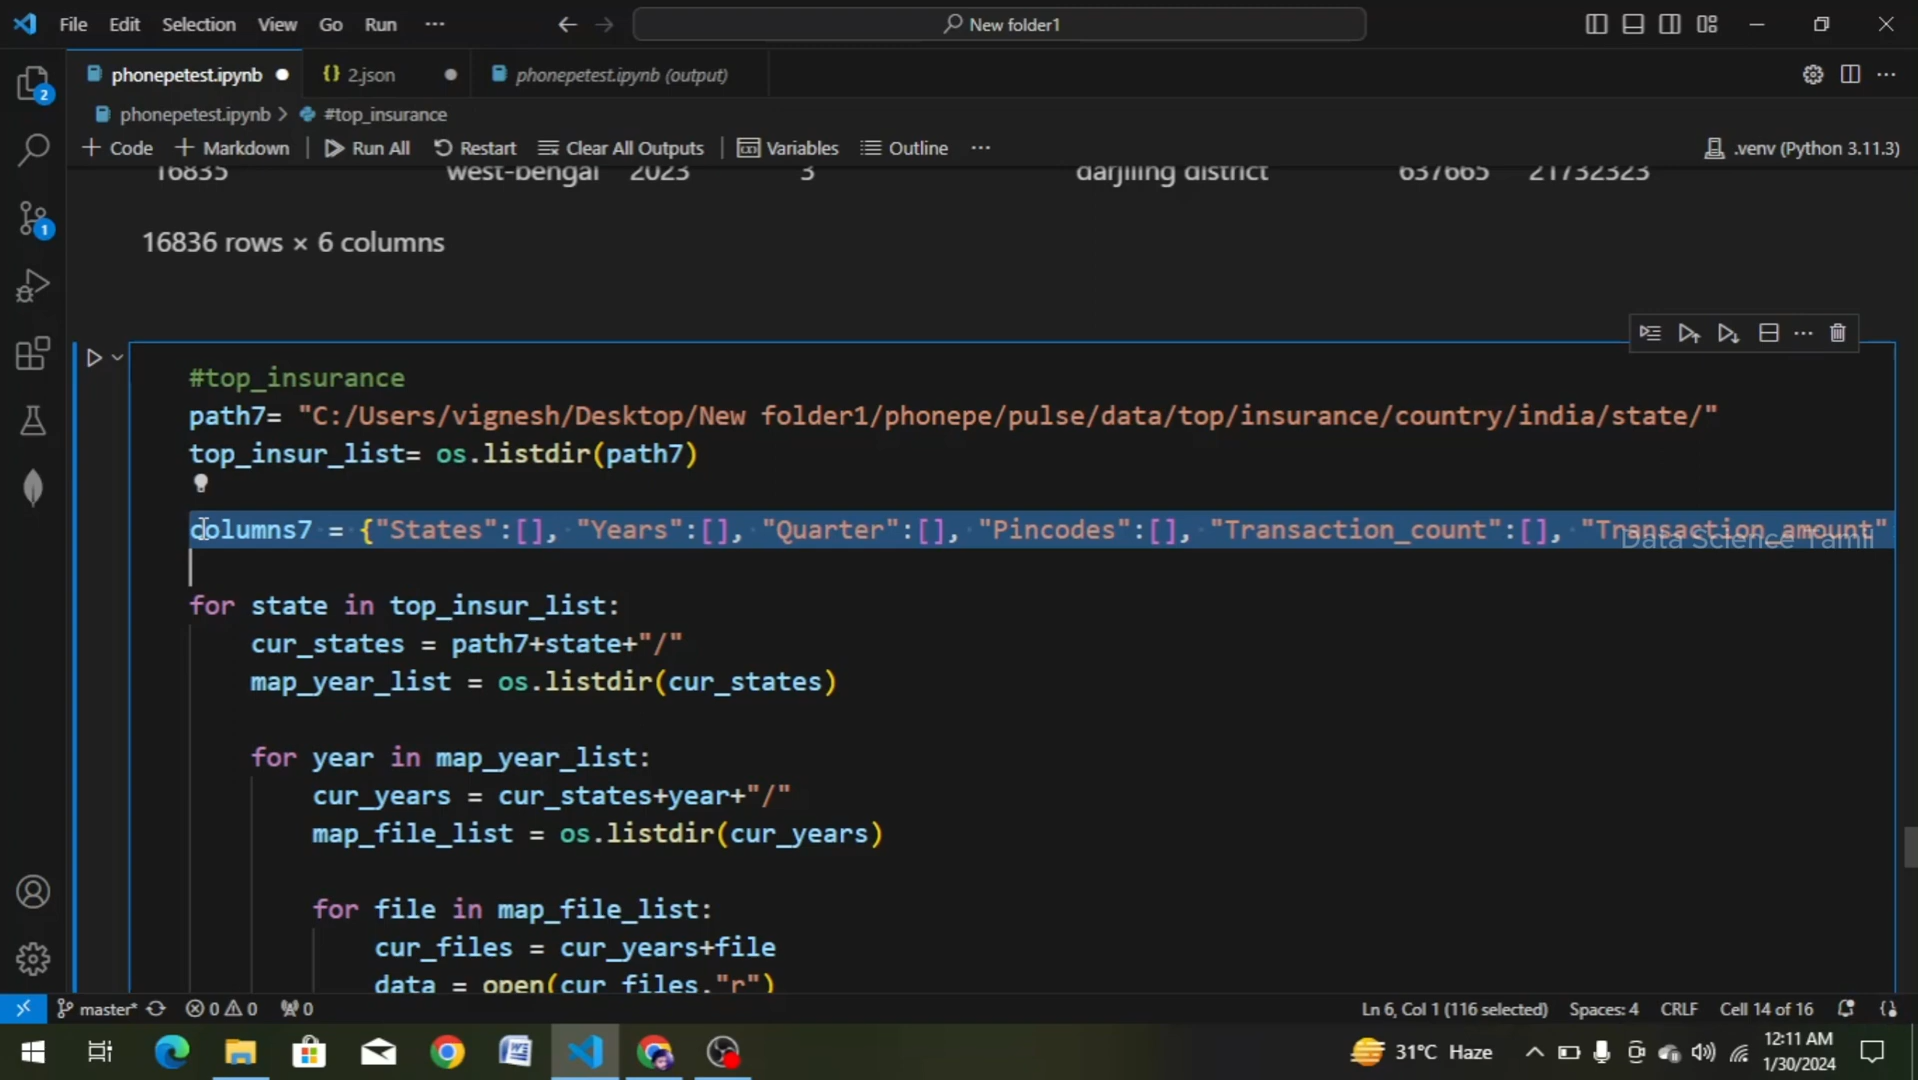 File Edit Selection View Go Run ··· New folder1
phonepetest.ipynb 2.json phonepetest.ipynb (output)
phonepetest.ipynb > #top_insurance
+ Code + Markdown Run All Restart Clear All Outputs Variables Outline ··· .venv (Python 3.11.3)
16835 west-bengal 2023 3 darjiling district 637665 21732323
16836 rows × 6 columns
#top_insurance
path7= "C:/Users/vignesh/Desktop/New folder1/phonepe/pulse/data/top/insurance/country/india/state/"
top_insur_list= os.listdir(path7)
columns7 = {"States":[], "Years":[], "Quarter":[], "Pincodes":[], "Transaction_count":[], "Transaction_amount"
Data Science Tamil
for state in top_insur_list:
cur_states = path7+state+"/"
map_year_list = os.listdir(cur_states)
for year in map_year_list:
cur_years = cur_states+year+"/"
map_file_list = os.listdir(cur_years)
for file in map_file_list:
cur_files = cur_years+file
data = open(cur_files,"r")
2
1
master* 0 0 0 Ln 6, Col 1 (116 selected) Spaces: 4 CRLF Cell 14 of 16
31°C Haze 12:11 AM
1/30/2024